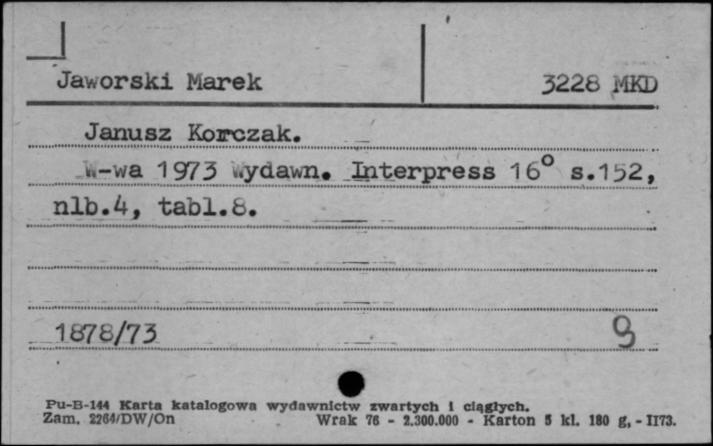 Jaworski Marek 3228 MKD
Janusz Korczak.
W-wa 1973 Wydawn. Interpress 16° s.152,
nlb.4, tabl.8.
1878/73 9
Pu-B-144 Karta katalogowa wydawnictw zwartych i ciągłych.
Zam. 2264/DW/On Wrak 76 - 2.300.000 - Karton 5 kl. 180 g, - II73.